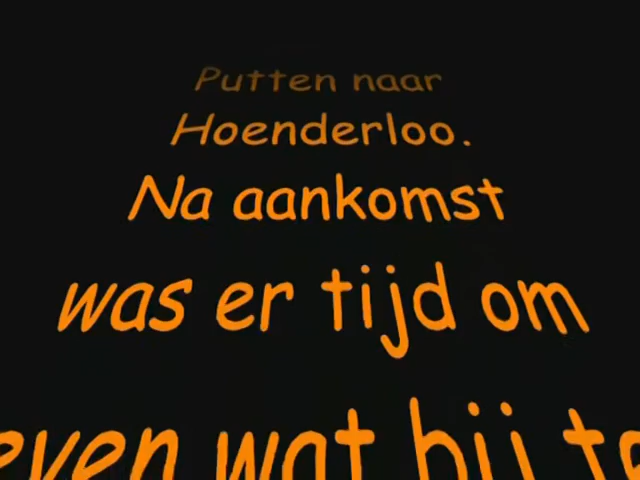 Putten naar
Hoenderloo.
Na aankomst
was er tijd om
even wat bij